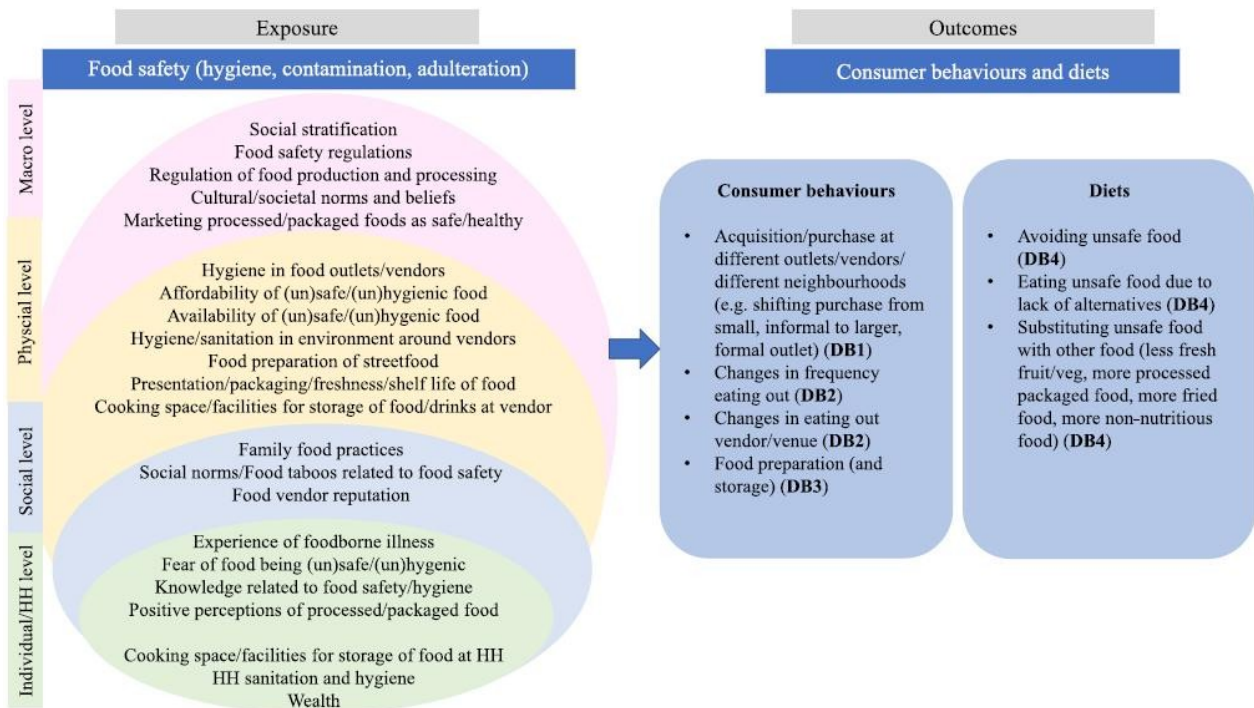 Exposure
Food safety (hygiene, contamination, adulteration)
Macro level
Social stratification
Food safety regulations
Regulation of food production and processing
Cultural/societal norms and beliefs
Marketing processed/packaged foods as safe/healthy
Physcial level
Hygiene in food outlets/vendors
Affordability of (un)safe/(un)hygienic food
Availability of (un)safe/(un)hygenic food
Hygiene/sanitation in environment around vendors
Food preparation of streetfood
Presentation/packaging/freshness/shelf life of food
Cooking space/facilities for storage of food/drinks at vendor
Social level
Family food practices
Social norms/Food taboos related to food safety
Food vendor reputation
Individual/HH level
Experience of foodborne illness
Fear of food being (un)safe/(un)hygenic
Knowledge related to food safety/hygiene
Positive perceptions of processed/packaged food
Cooking space/facilities for storage of food at HH
HH sanitation and hygiene
Wealth
Outcomes
Consumer behaviours and diets
Consumer behaviours
• Acquisition/purchase at
different outlets/vendors/
different neighbourhoods
(e.g. shifting purchase from
small, informal to larger,
formal outlet) (DB1)
• Changes in frequency
eating out (DB2)
• Changes in eating out
vendor/venue (DB2)
• Food preparation (and
storage) (DB3)
Diets
• Avoiding unsafe food
(DB4)
• Eating unsafe food due to
lack of alternatives (DB4)
• Substituting unsafe food
with other food (less fresh
fruit/veg, more processed
packaged food, more fried
food, more non-nutritious
food) (DB4)